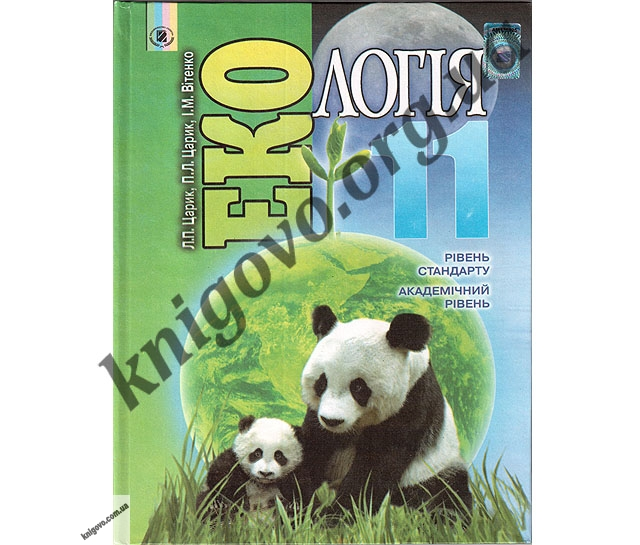 Л.П. Царик, П.Л. Царик, І.М. Вітенко
ЕКОЛОГІЯ
11
РІВЕНЬ
СТАНДАРТУ
АКАДЕМІЧНИЙ
РІВЕНЬ
knigovo.org.ua
knigovo.com.ua